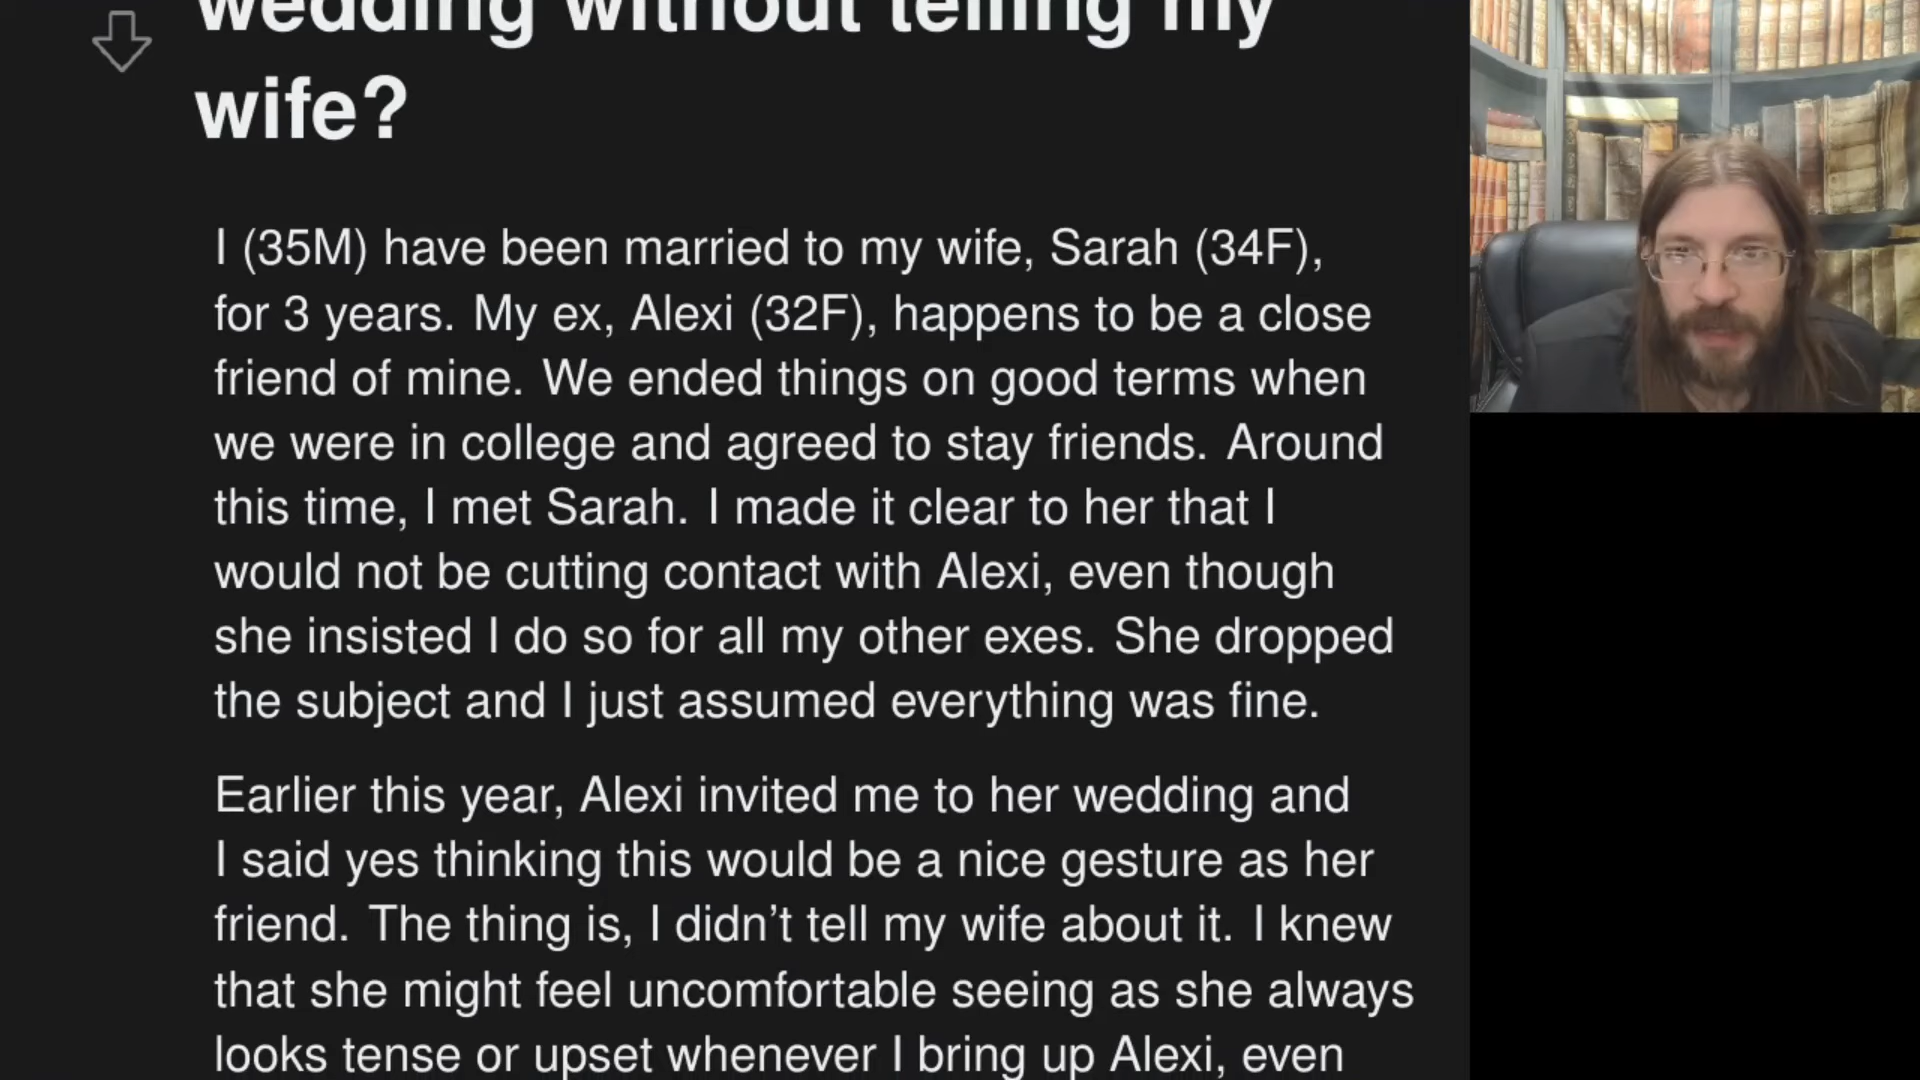 wedding without telling my
wife?
I (35M) have been married to my wife, Sarah (34F),
for 3 years. My ex, Alexi (32F), happens to be a close
friend of mine. We ended things on good terms when
we were in college and agreed to stay friends. Around
this time, I met Sarah. I made it clear to her that I
would not be cutting contact with Alexi, even though
she insisted I do so for all my other exes. She dropped
the subject and I just assumed everything was fine.
Earlier this year, Alexi invited me to her wedding and
I said yes thinking this would be a nice gesture as her
friend. The thing is, I didn’t tell my wife about it. I knew
that she might feel uncomfortable seeing as she always
looks tense or upset whenever I bring up Alexi, even